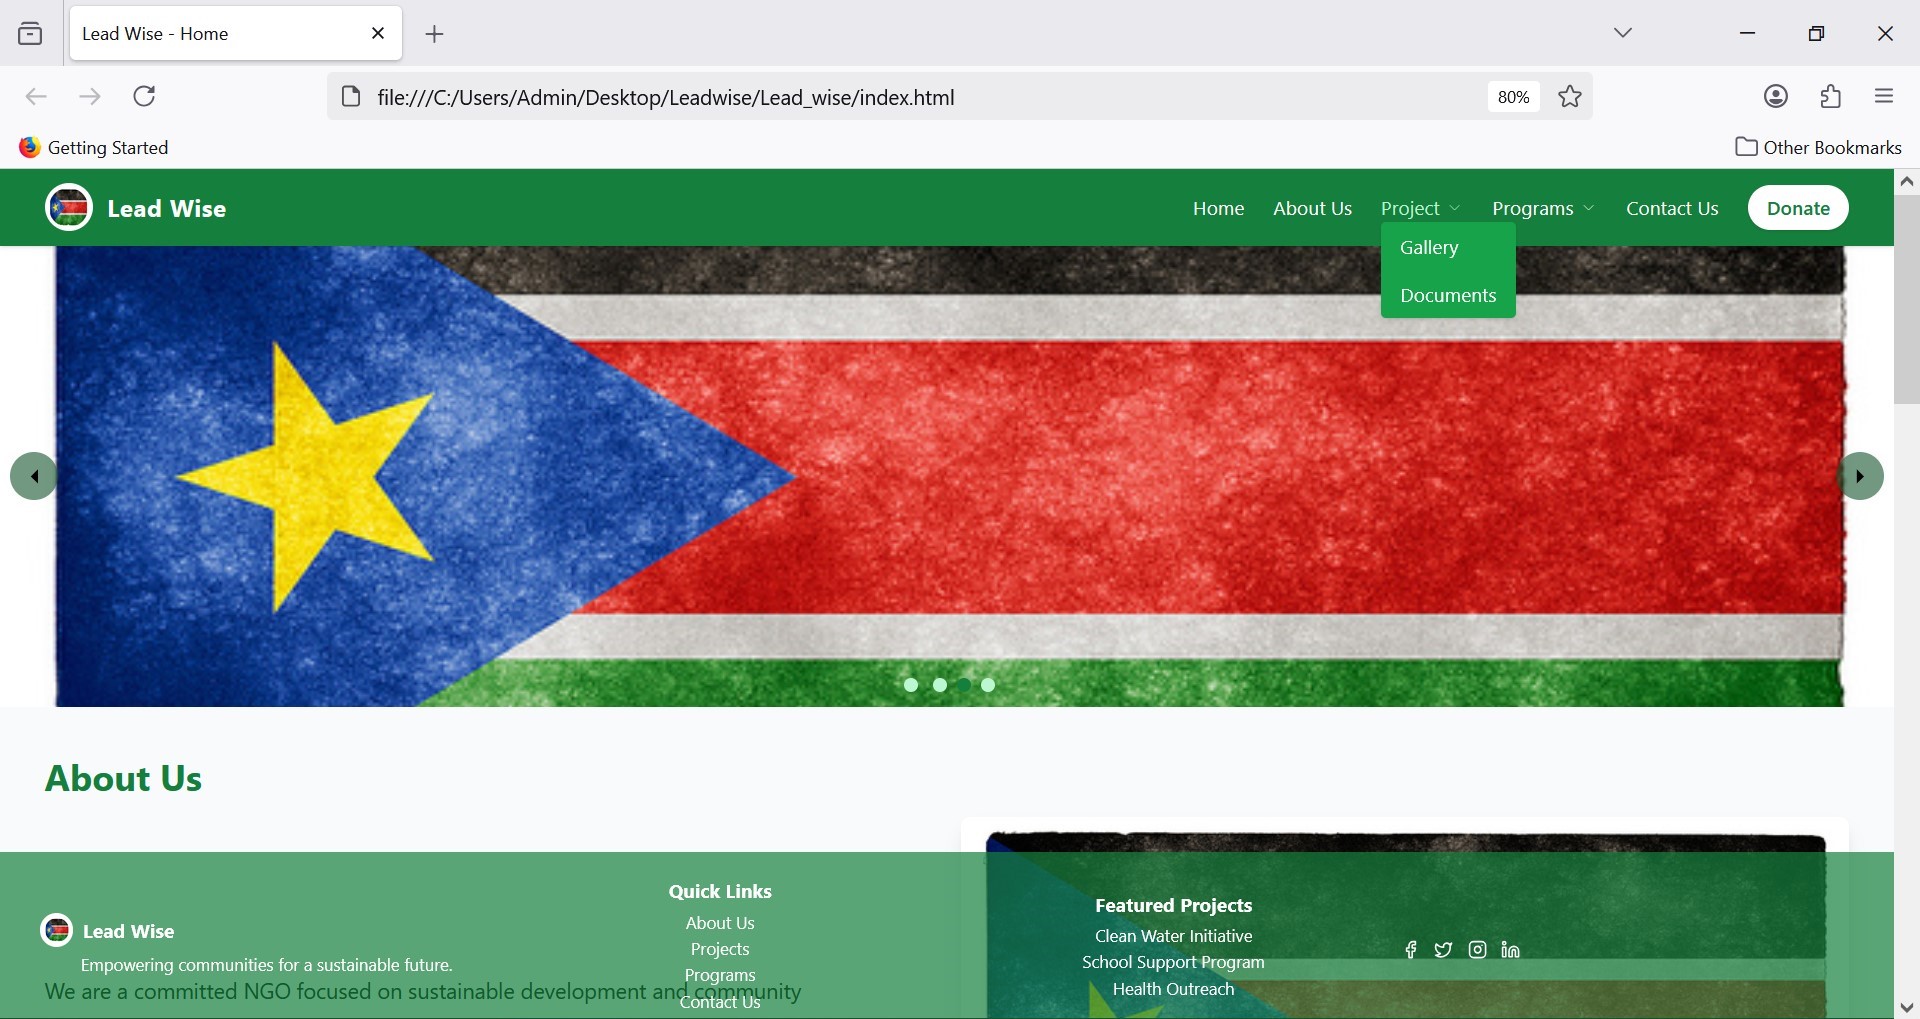 Lead Wise - Home
file:///C:/Users/Admin/Desktop/Leadwise/Lead_wise/index.html
80%
Getting Started
Other Bookmarks
Lead Wise
Home
About Us
Project
Programs
Contact Us
Donate
Gallery
Documents
About Us
Lead Wise
Empowering communities for a sustainable future.
We are a committed NGO focused on sustainable development and community
Quick Links
About Us
Projects
Programs
Contact Us
Featured Projects
Clean Water Initiative
School Support Program
Health Outreach